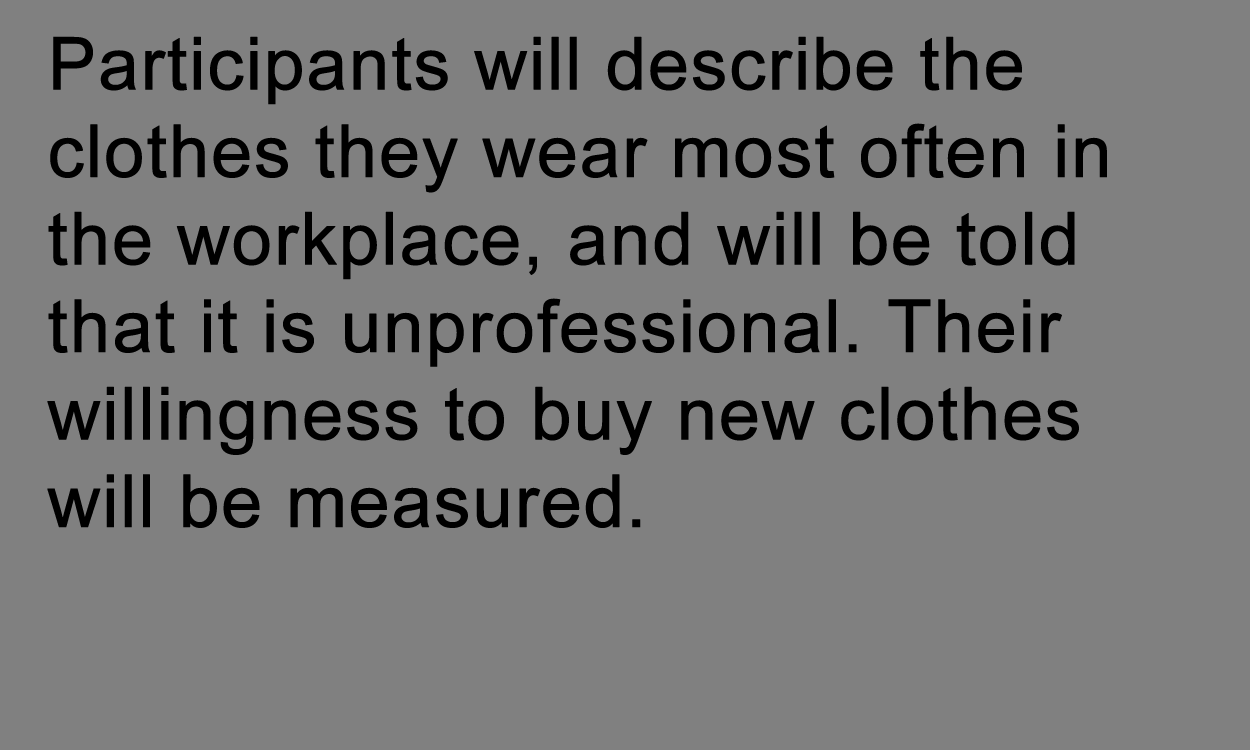 Participants will describe the
clothes they wear most often in
the workplace, and will be told
that it is unprofessional. Their
willingness to buy new clothes
will be measured.